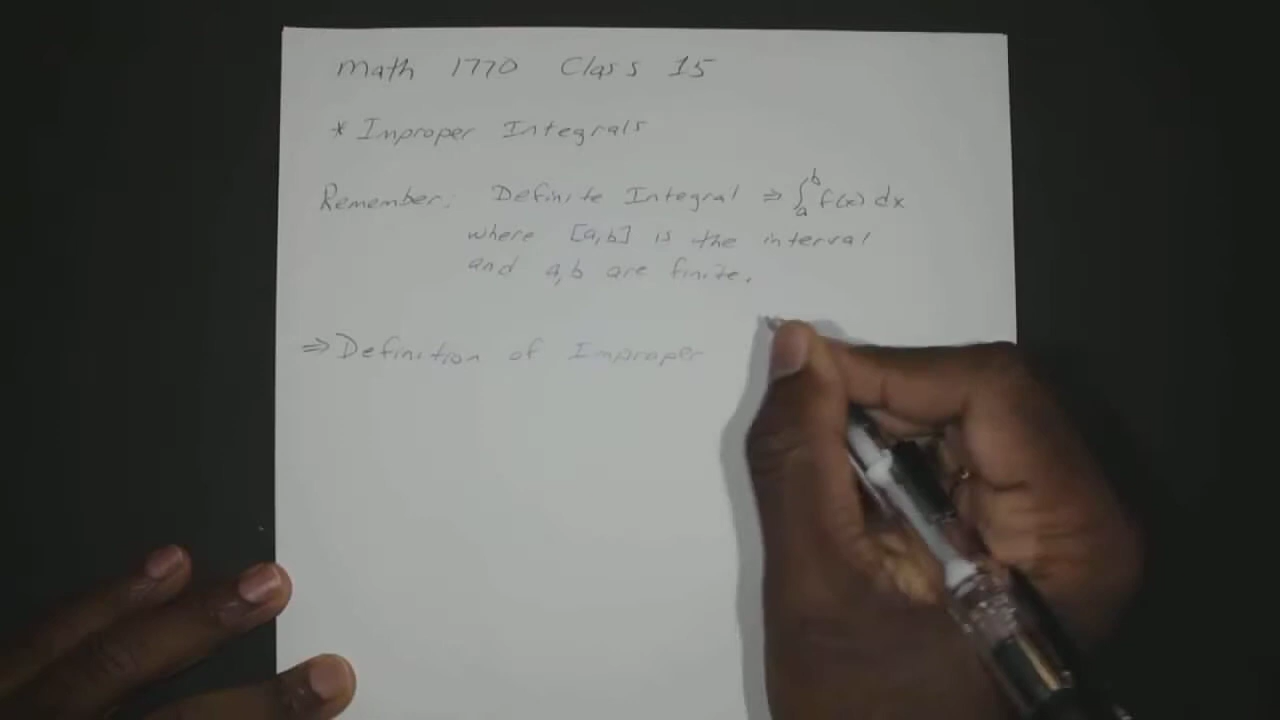 Math 1770 Class 15
* Improper Integrals
Remember: Definite Integral ⇒ ∫_a^b f(x) dx
where [a,b] is the interval
and a,b are finite.
⇒ Definition of Improper